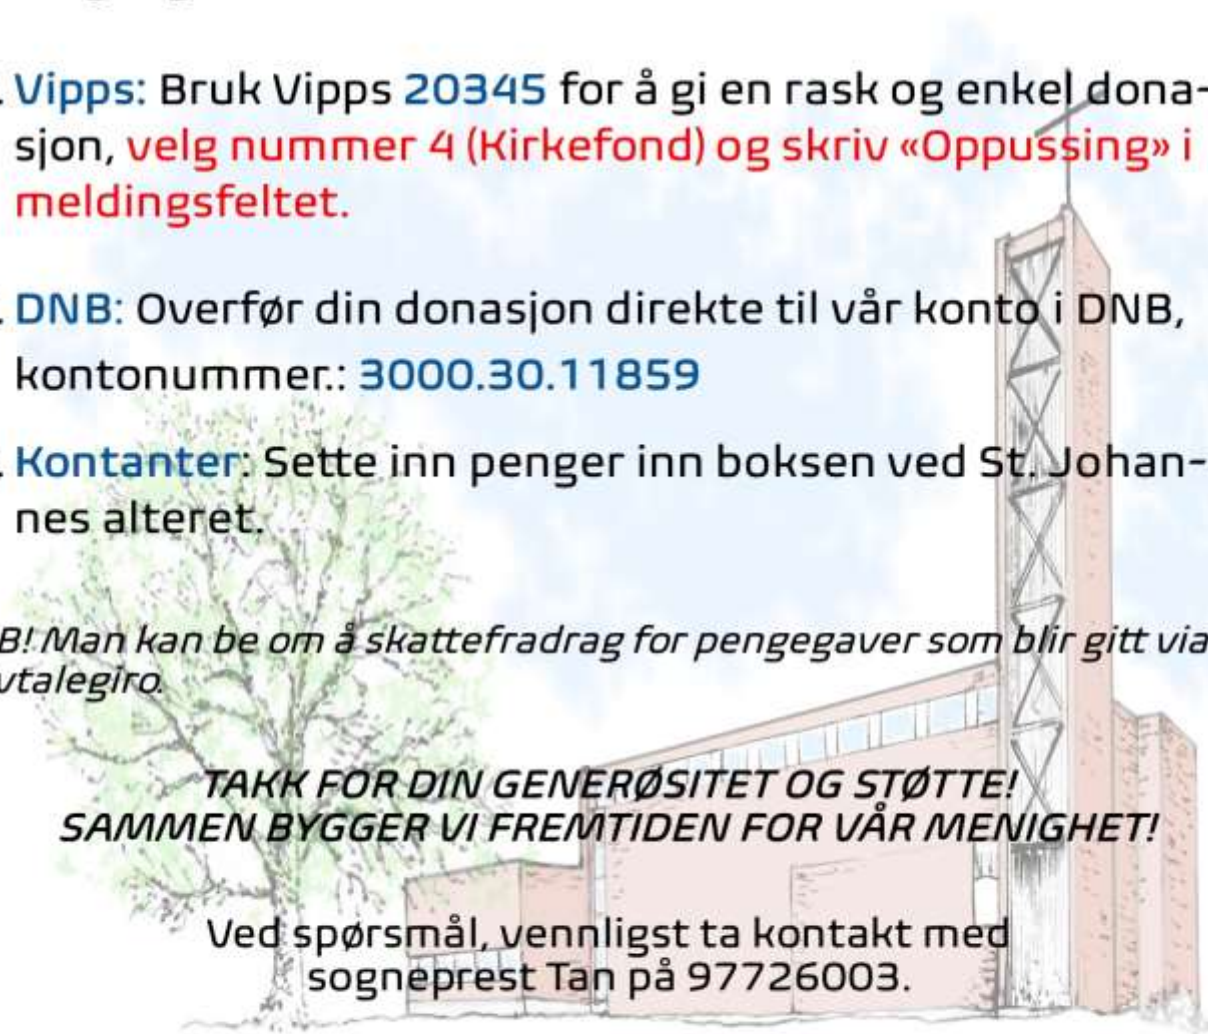 . Vipps: Bruk Vipps 20345 for å gi en rask og enkel dona-
sjon, velg nummer 4 (Kirkefond) og skriv «Oppussing» i
meldingsfeltet.
. DNB: Overfør din donasjon direkte til vår konto i DNB,
kontonummer.: 3000.30.11859
. Kontanter: Sette inn penger inn boksen ved St. Johan-
nes alteret.
B! Man kan be om å skattefradrag for pengegaver som blir gitt via
vtalegiro.
TAKK FOR DIN GENERØSITET OG STØTTE!
SAMMEN BYGGER VI FREMTIDEN FOR VÅR MENIGHET!
Ved spørsmål, vennligst ta kontakt med
sogneprest Tan på 97726003.